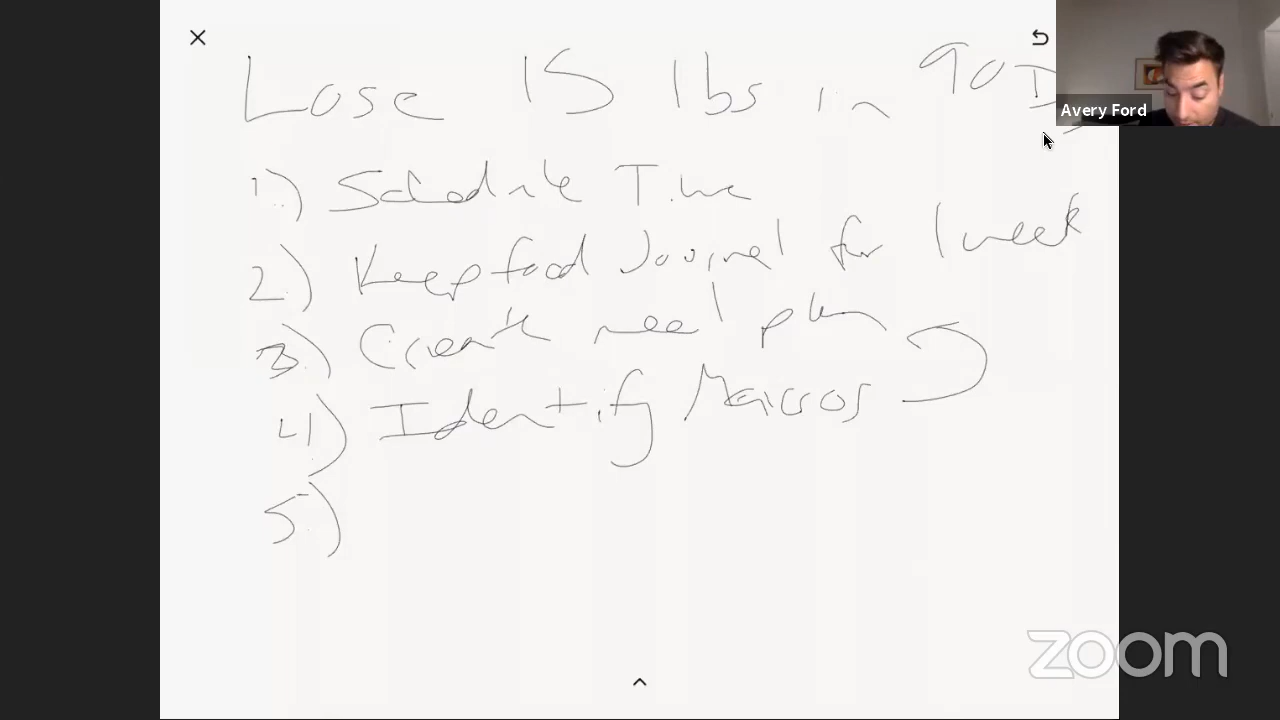 Lose 15 lbs in 90 D
Avery Ford
1.) Schedule Time
2.) Keep food Journal for 1 week
3.) Create meal plan
4) Identify Macros
5.)
zoom